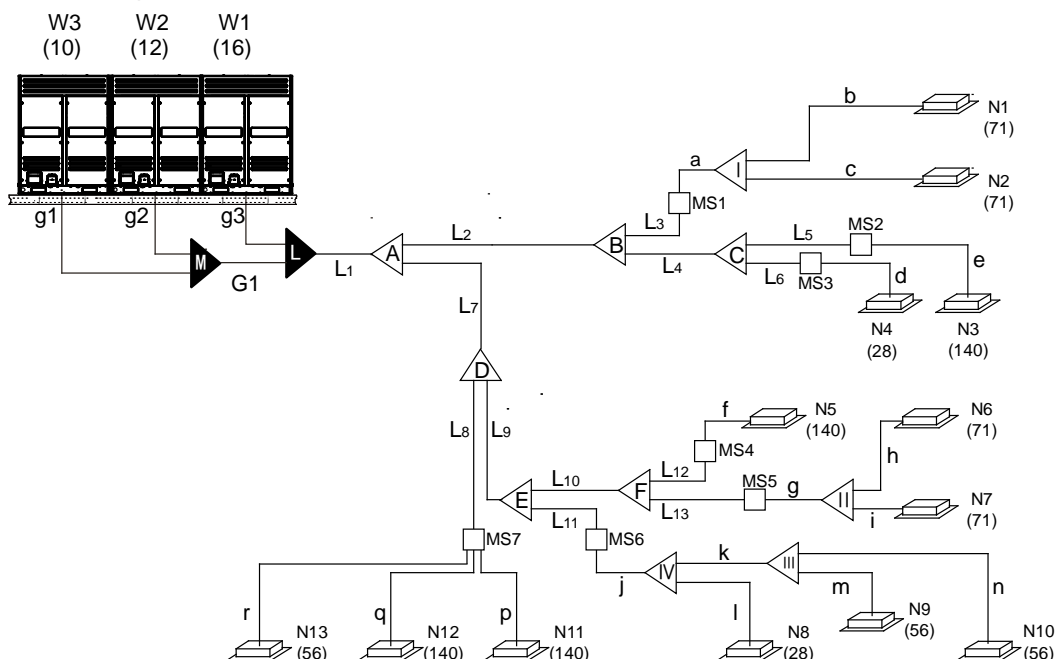 W3 W2 W1
(10) (12) (16)
b
N1
(71)
a
I
c
N2
(71)
MS1
g1 g2 g3
L3
L2
B
L5
MS2
M
L
A
L1
L4
C
L6
MS3
d
e
G1
L7
N4
(28)
N3
(140)
D
f
N5
(140)
N6
(71)
L8
L9
MS4
h
L10
L12
MS5
g
E
F
II
L13
i
N7
(71)
L11
MS7
MS6
k
III
IV
j
m
n
r
q
p
l
N9
(56)
N13
(56)
N12
(140)
N11
(140)
N8
(28)
N10
(56)